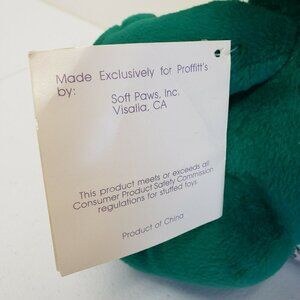 Made Exclusively for Proffitt's
by:
Soft Paws, Inc.
Visalia, CA
This product meets or exceeds all
Consumer Product Safety Commission
regulations for stuffed toys.
Product of China